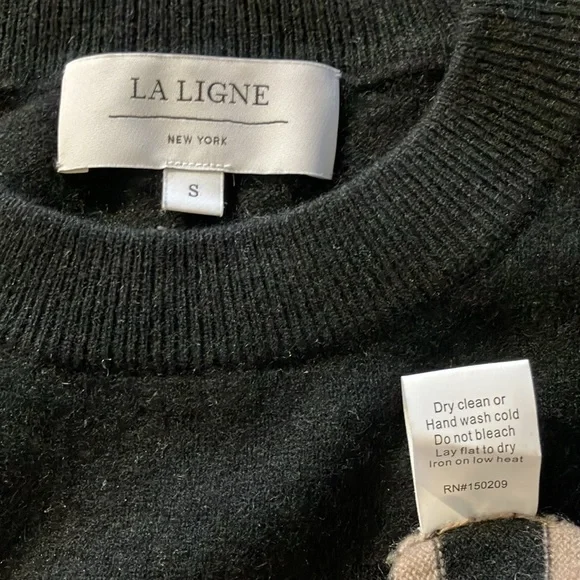 LA LIGNE
NEW YORK
S
Dry clean or
Hand wash cold
Do not bleach
Lay flat to dry
Iron on low heat
RN#150209